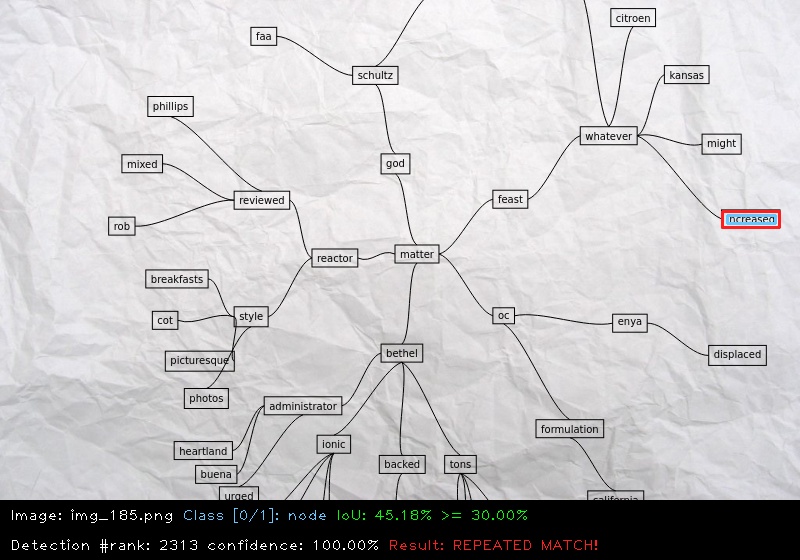 citroen
faa
schultz
kansas
phillips
whatever
might
mixed
god
reviewed
feast
rob
matter
reactor
breakfasts
style
cot
oc
enya
bethel
displaced
picturesque
photos
administrator
formulation
heartland
ionic
backed
tons
buena
urged
california
Image: img_185.png Class [0/1]: node IoU: 45.18% >= 30.00%
Detection #rank: 2313 confidence: 100.00% Result: REPEATED MATCH!